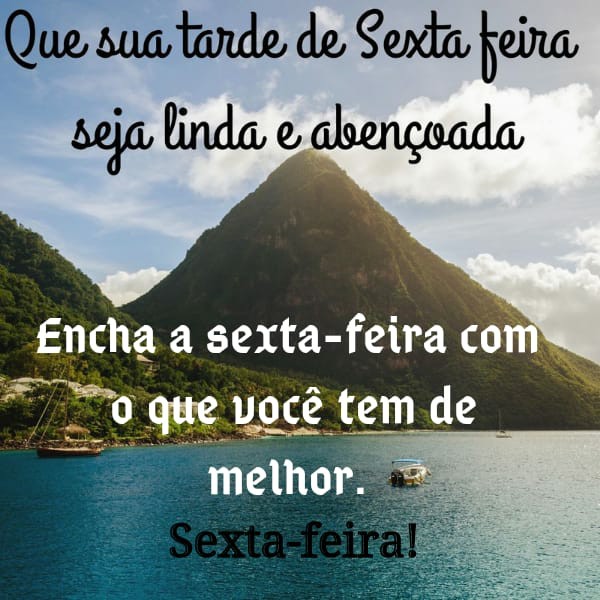 Que sua tarde de Sexta feira
seja linda e abençoada
Encha a sexta-feira com
o que você tem de
melhor.
Sexta-feira!